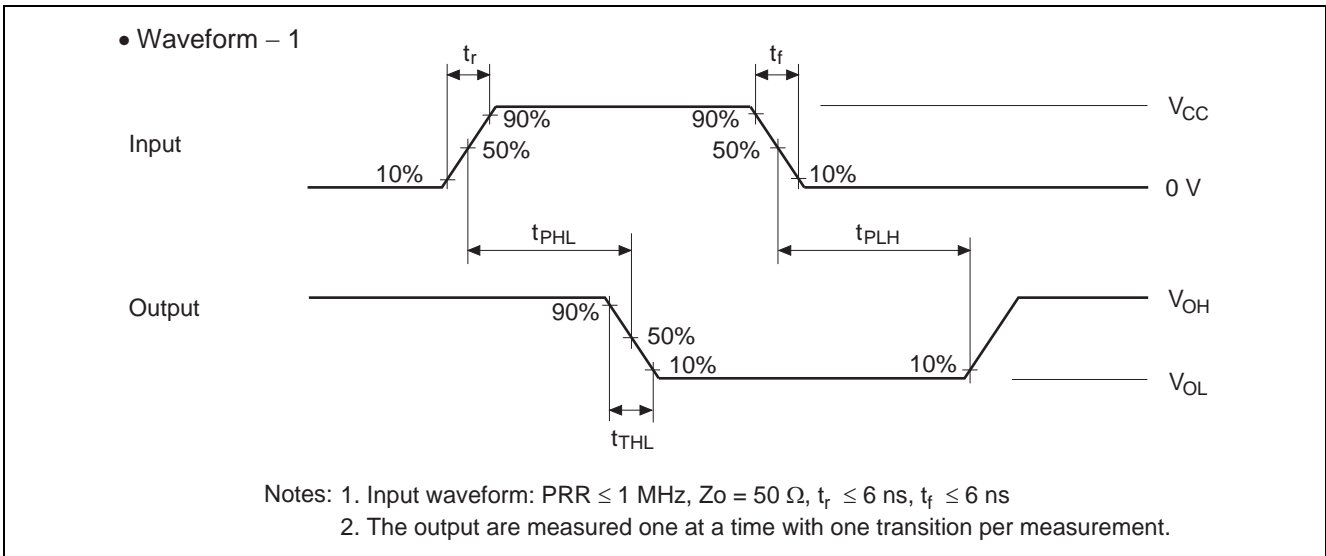 • Waveform – 1
tr
tf
Input
90%
90%
VCC
50%
50%
10%
10%
0 V
tPHL
tPLH
Output
90%
VOH
50%
10%
10%
VOL
tTHL
Notes: 1. Input waveform: PRR ≤ 1 MHz, Zo = 50 Ω, tr ≤ 6 ns, tf ≤ 6 ns
2. The output are measured one at a time with one transition per measurement.